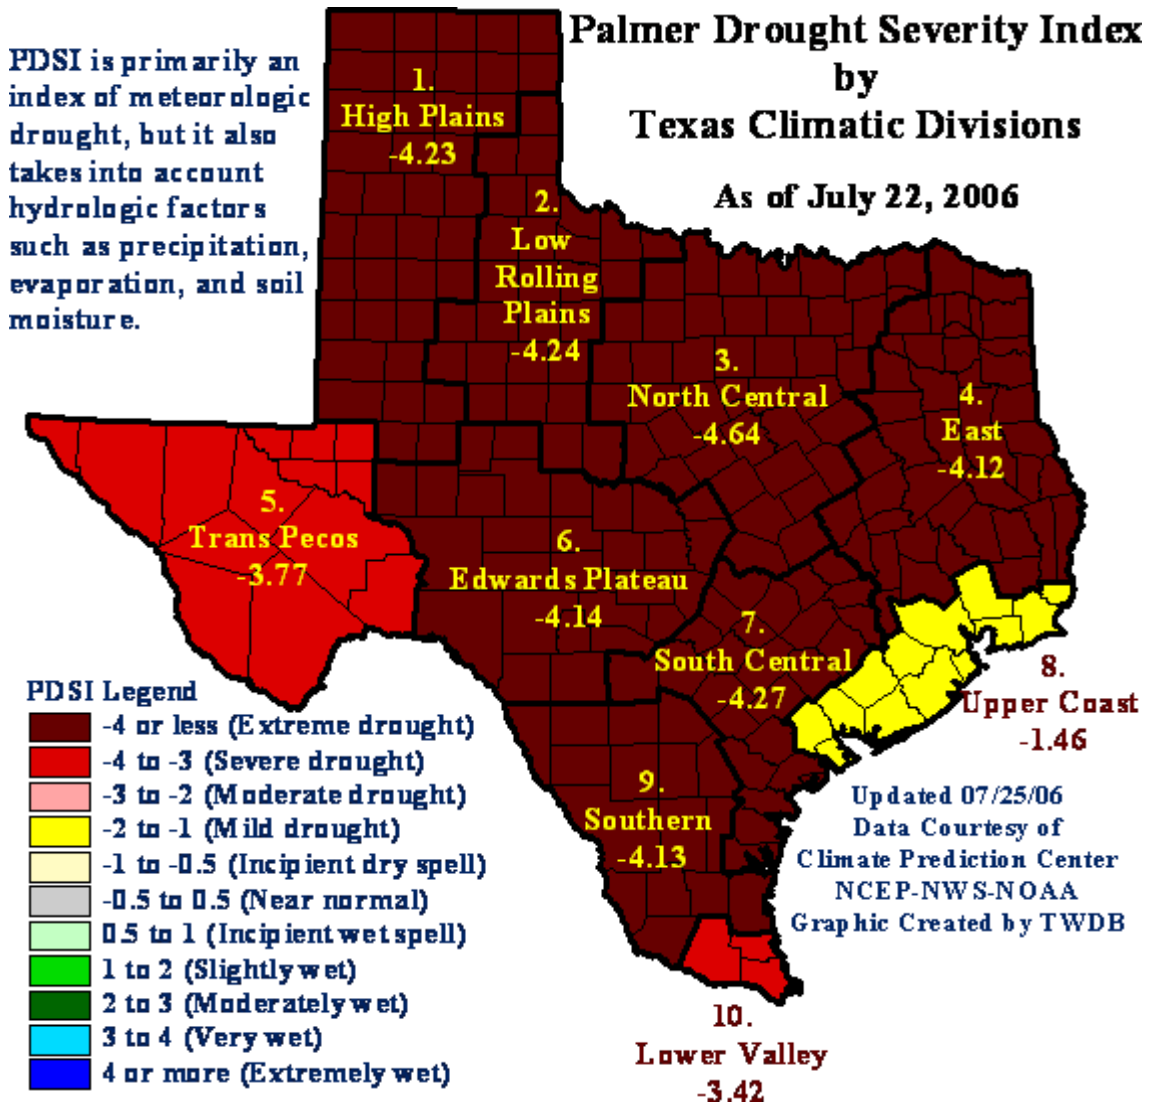 Palmer Drought Severity Index
by
Texas Climatic Divisions
As of July 22, 2006
PDSI is primarily an
index of meteorologic
drought, but it also
takes into account
hydrologic factors
such as precipitation,
evaporation, and soil
moisture.
1.
High Plains
-4.23
2.
Low
Rolling
Plains
-4.24
3.
North Central
-4.64
4.
East
-4.12
5.
Trans Pecos
-3.77
6.
Edwards Plateau
-4.14
7.
South Central
-4.27
8.
Upper Coast
-1.46
9.
Southern
-4.13
10.
Lower Valley
-3.42
PDSI Legend
-4 or less (Extreme drought)
-4 to -3 (Severe drought)
-3 to -2 (Moderate drought)
-2 to -1 (Mild drought)
-1 to -0.5 (Incipient dry spell)
-0.5 to 0.5 (Near normal)
0.5 to 1 (Incipient wet spell)
1 to 2 (Slightly wet)
2 to 3 (Moderately wet)
3 to 4 (Very wet)
4 or more (Extremely wet)
Updated 07/25/06
Data Courtesy of
Climate Prediction Center
NCEP-NWS-NOAA
Graphic Created by TWDB